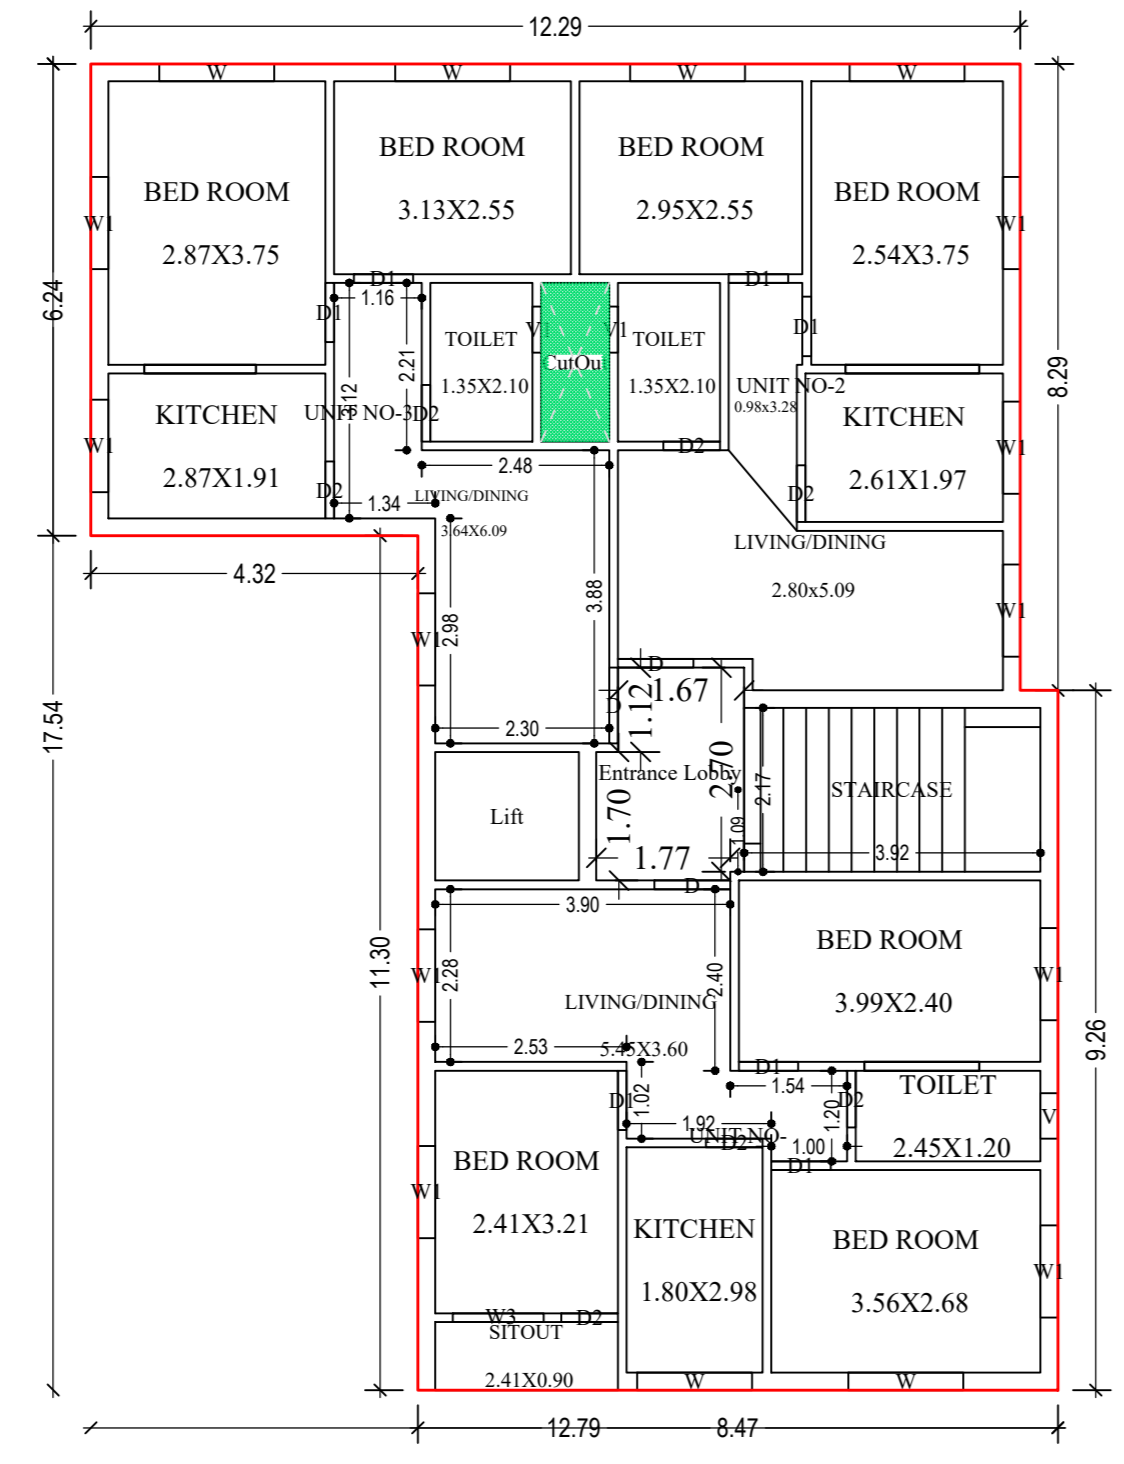 12.29
W
W
W
W
BED ROOM
3.13X2.55
BED ROOM
2.95X2.55
BED ROOM
2.87X3.75
BED ROOM
2.54X3.75
W1
W1
6.24
8.29
D1
D1
1.16
D1
D1
TOILET
1.35X2.10
V1
CutOut
V1
TOILET
1.35X2.10
2.21
3.12
UNIT NO-2
0.98x3.28
KITCHEN
2.87X1.91
UNIT NO-3
D2
KITCHEN
2.61X1.97
W1
W1
D2
2.48
D2
D2
1.34
LIVING/DINING
3.64X6.09
LIVING/DINING
2.80x5.09
4.32
3.88
2.98
W1
W1
D
1.67
1.12
D
17.54
2.30
Entrance Lobby
2.70
2.17
STAIRCASE
Lift
1.70
1.09
1.77
3.92
D
3.90
11.30
W1
2.28
2.40
LIVING/DINING
5.45X3.60
BED ROOM
3.99X2.40
W1
9.26
2.53
D1
1.54
D1
1.02
1.20
D2
TOILET
2.45X1.20
V
1.92
UNIT NO-
D2
1.00
D1
BED ROOM
2.41X3.21
W1
KITCHEN
1.80X2.98
BED ROOM
3.56X2.68
W1
W3
D2
SITOUT
2.41X0.90
W
W
12.79
8.47